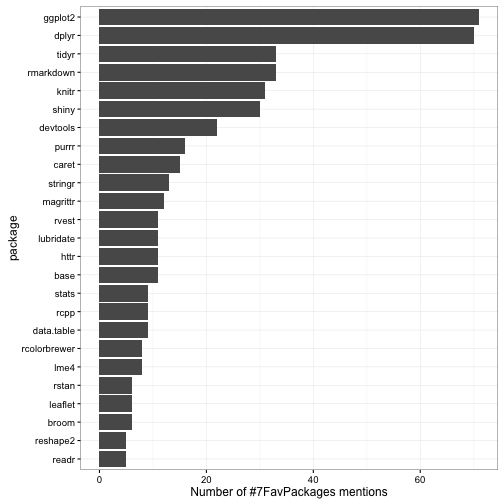 ggplot2
dplyr
tidyr
rmarkdown
knitr
shiny
devtools
purrr
caret
stringr
magrittr
rvest
lubridate
httr
base
stats
rcpp
data.table
rcolorbrewer
lme4
rstan
leaflet
broom
reshape2
readr
package
0 20 40 60
Number of #7FavPackages mentions